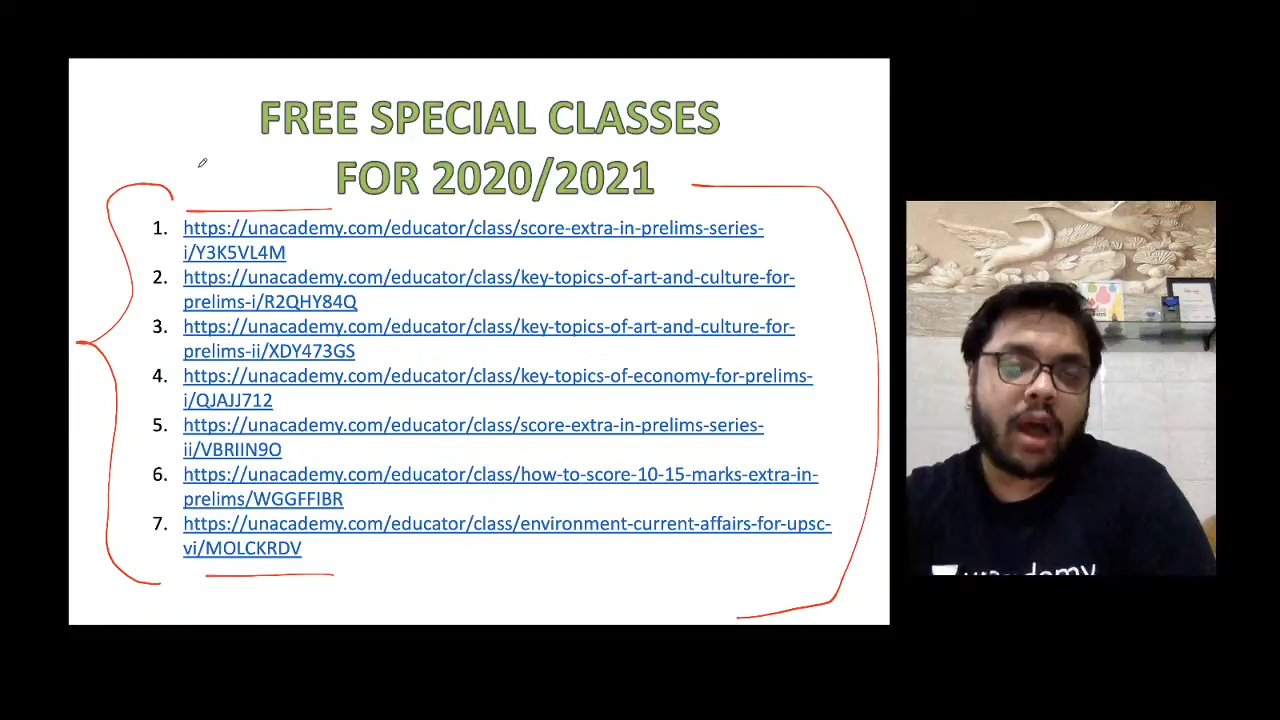 FREE SPECIAL CLASSES
FOR 2020/2021
1. https://unacademy.com/educator/class/score-extra-in-prelims-series-
i/Y3K5VL4M
2. https://unacademy.com/educator/class/key-topics-of-art-and-culture-for-
prelims-i/R2QHY84Q
3. https://unacademy.com/educator/class/key-topics-of-art-and-culture-for-
prelims-ii/XDY473GS
4. https://unacademy.com/educator/class/key-topics-of-economy-for-prelims-
i/QJAJJ712
5. https://unacademy.com/educator/class/score-extra-in-prelims-series-
ii/VBRIIN9O
6. https://unacademy.com/educator/class/how-to-score-10-15-marks-extra-in-
prelims/WGGFFIBR
7. https://unacademy.com/educator/class/environment-current-affairs-for-upsc-
vi/MOLCKRDV
unacademy